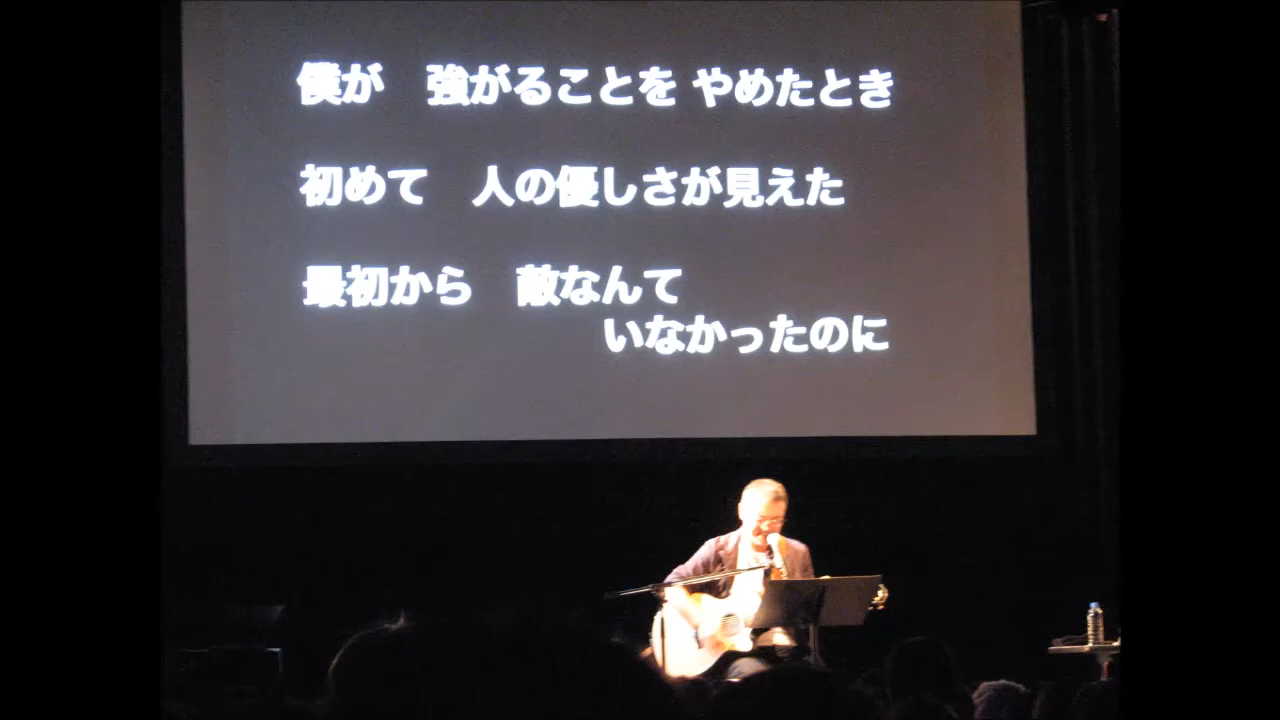 僕が　強がることを やめたとき
初めて　人の優しさが見えた
最初から　敵なんて
いなかったのに